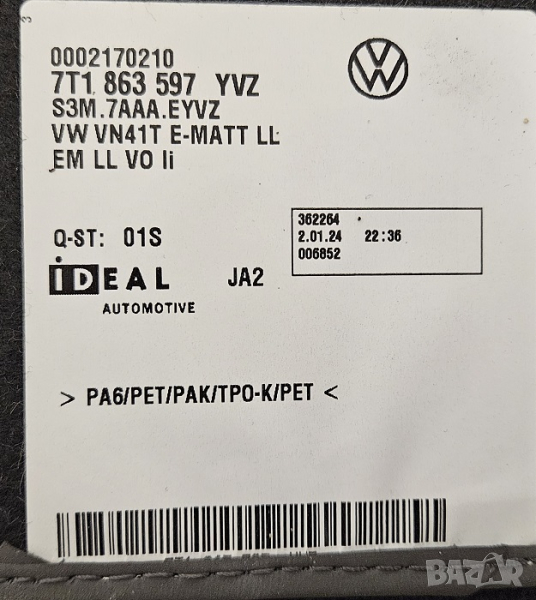 0002170210
7T1 863 597 YVZ
S3M.7AAA.EYVZ
VW VN41T E-MATT LL
EM LL VO li
Q-ST: 01S
362264
2.01.24 22:36
006852
iDEAL JA2
AUTOMOTIVE
> PA6/PET/PAK/TPO-K/PET <
BAZAR